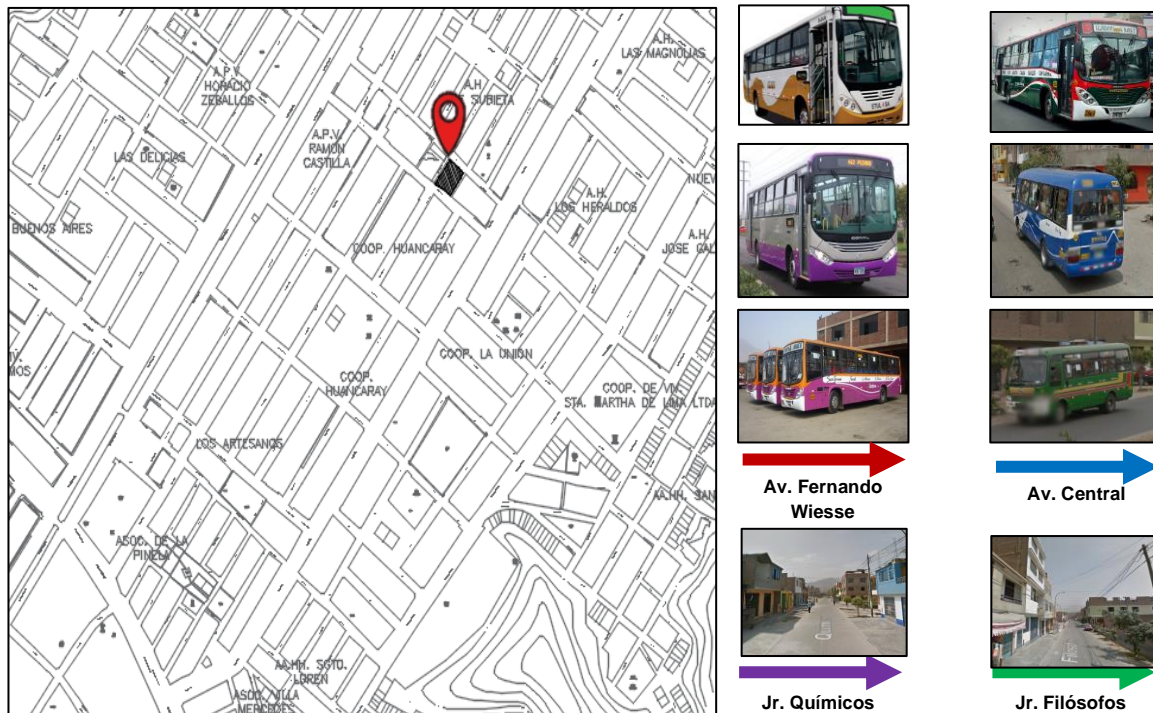 A.H.
LAS MAGNOLIAS
A.P.V.
HORACIO
ZEBALLOS
A.H.
SUBIETA
A.P.V.
RAMÓN
CASTILLA
LAS DELICIAS
A.H.
LOS HERALDOS
BUENOS AIRES
A.H.
COOP. HUANCARAY
COOP. LA UNION
COOP.
HUANCARAY
COOP. DE VIV.
STA. MARTHA DE LIMA LTDA
LOS ARTESANOS
AA.HH. SAN
ASOC. DE LA
PINELA
AA.HH. SGTO.
LOREN
ASOC. VILLA
MERCEDES
Av. Fernando
Wiesse
Av. Central
Jr. Químicos
Jr. Filósofos